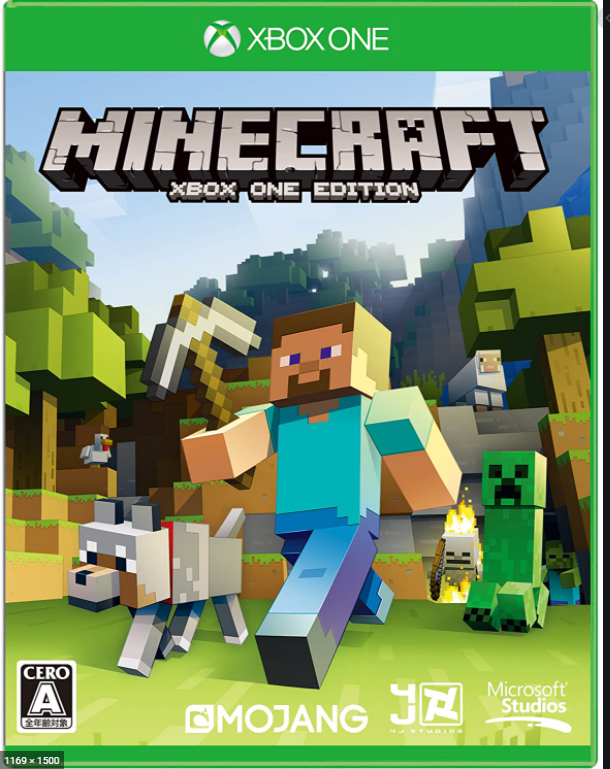 XBOX ONE
MINECRAFT
XBOX ONE EDITION
CERO
A
全年齢対象
MOJANG
4J STUDIOS
Microsoft®
Studios
1169 × 1500